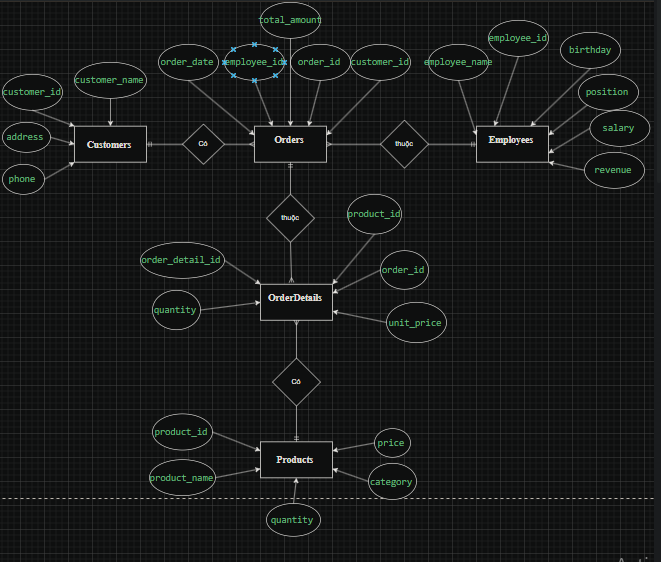 total_amount
employee_id
birthday
order_date
employee_id
order_id
customer_id
employee_name
customer_name
customer_id
position
address
salary
Customers
Có
Orders
thuộc
Employees
phone
revenue
thuộc
product_id
order_detail_id
order_id
OrderDetails
quantity
unit_price
Có
product_id
price
Products
product_name
category
quantity